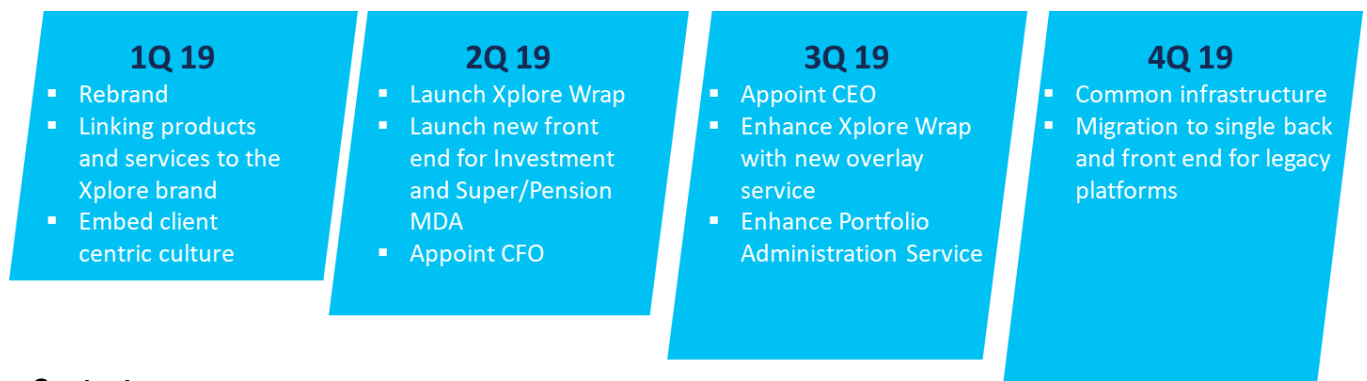 1Q 19
▪ Rebrand
▪ Linking products
and services to the
Xplore brand
▪ Embed client
centric culture
2Q 19
▪ Launch Xplore Wrap
▪ Launch new front
end for Investment
and Super/Pension
MDA
▪ Appoint CFO
3Q 19
▪ Appoint CEO
▪ Enhance Xplore Wrap
with new overlay
service
▪ Enhance Portfolio
Administration Service
4Q 19
▪ Common infrastructure
▪ Migration to single back
and front end for legacy
platforms